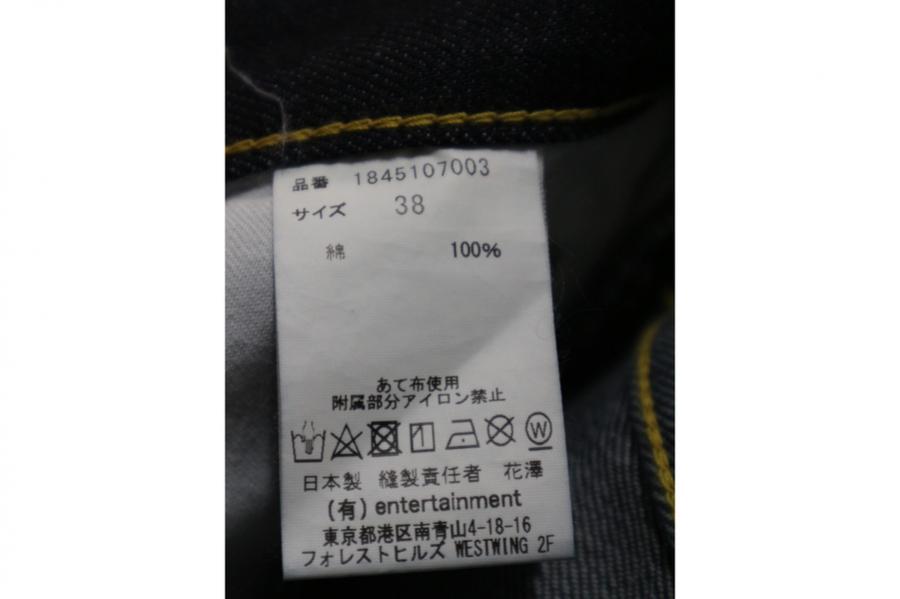 品番 1845107003
サイズ 38
綿 100%
あて布使用
附属部分アイロン禁止
W
日本製 縫製責任者 花澤
(有) entertainment
東京都港区南青山4-18-16
フォレストヒルズ WESTWING 2F